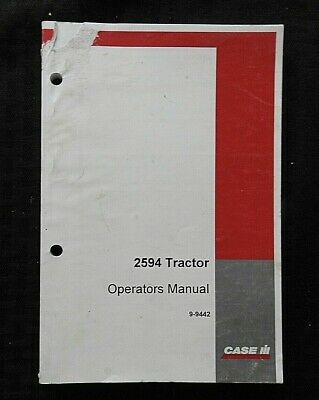 2594 Tractor
Operators Manual
9-9442
CASE IH